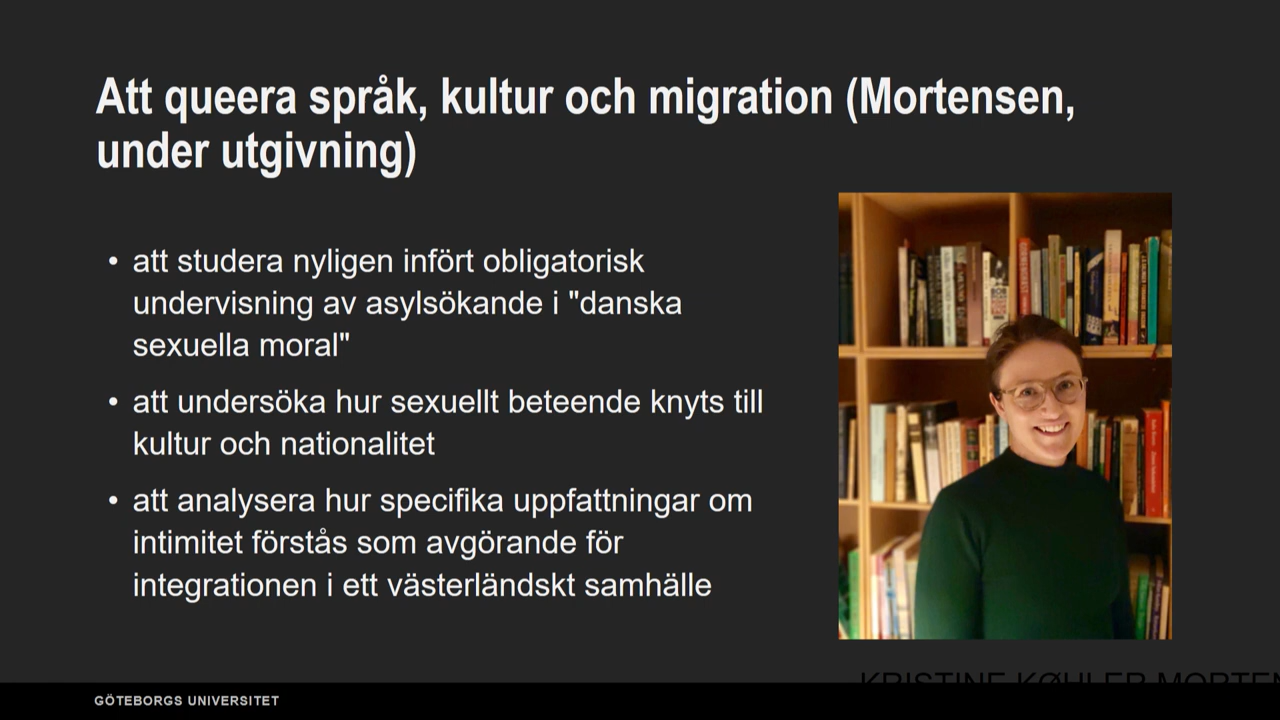 Att queera språk, kultur och migration (Mortensen,
under utgivning)
• att studera nyligen infört obligatorisk
undervisning av asylsökande i "danska
sexuella moral"
• att undersöka hur sexuellt beteende knyts till
kultur och nationalitet
• att analysera hur specifika uppfattningar om
intimitet förstås som avgörande för
integrationen i ett västerländskt samhälle
KRISTINE KØHLER MORTEN
GÖTEBORGS UNIVERSITET